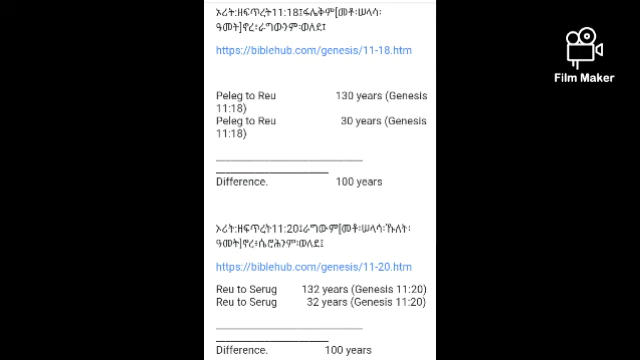 ኦሪት:ዘፍጥረት11:18፤ፋሌቅም[መቶ፡ሠላሳ፡
ዓመት]ኖረ፥ራግውንም፡ወለደ፤
https://biblehub.com/genesis/11-18.htm
Film Maker
Peleg to Reu 130 years (Genesis
11:18)
Peleg to Reu 30 years (Genesis
11:18)
Difference. 100 years
ኦሪት:ዘፍጥረት11:20፤ራግውም[መቶ፡ሠላሳ፡ኹለት፡
ዓመት]ኖረ፥ሴሮሕንም፡ወለደ፤
https://biblehub.com/genesis/11-20.htm
Reu to Serug 132 years (Genesis 11:20)
Reu to Serug 32 years (Genesis 11:20)
Difference. 100 years